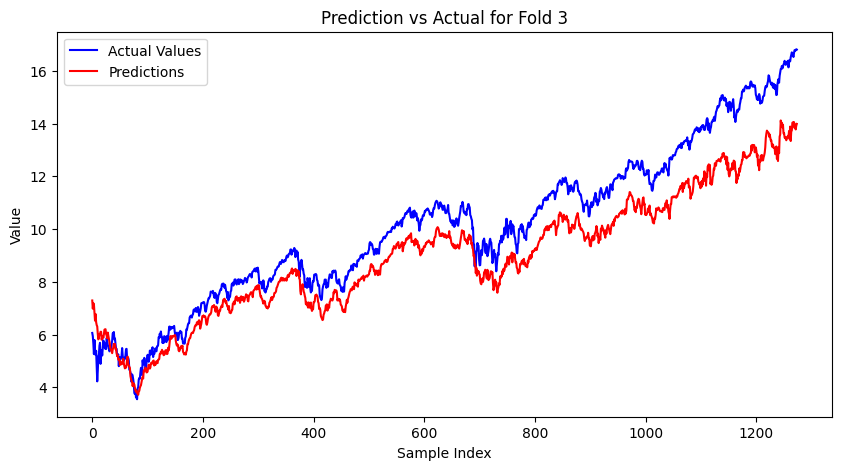 Prediction vs Actual for Fold 3
Actual Values
Predictions
Value
16
14
12
10
8
6
4
0 200 400 600 800 1000 1200
Sample Index